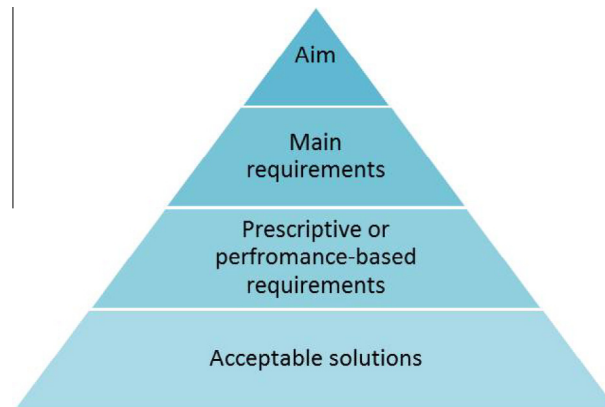 Aim
Main
requirements
Prescriptive or
perfromance-based
requirements
Acceptable solutions